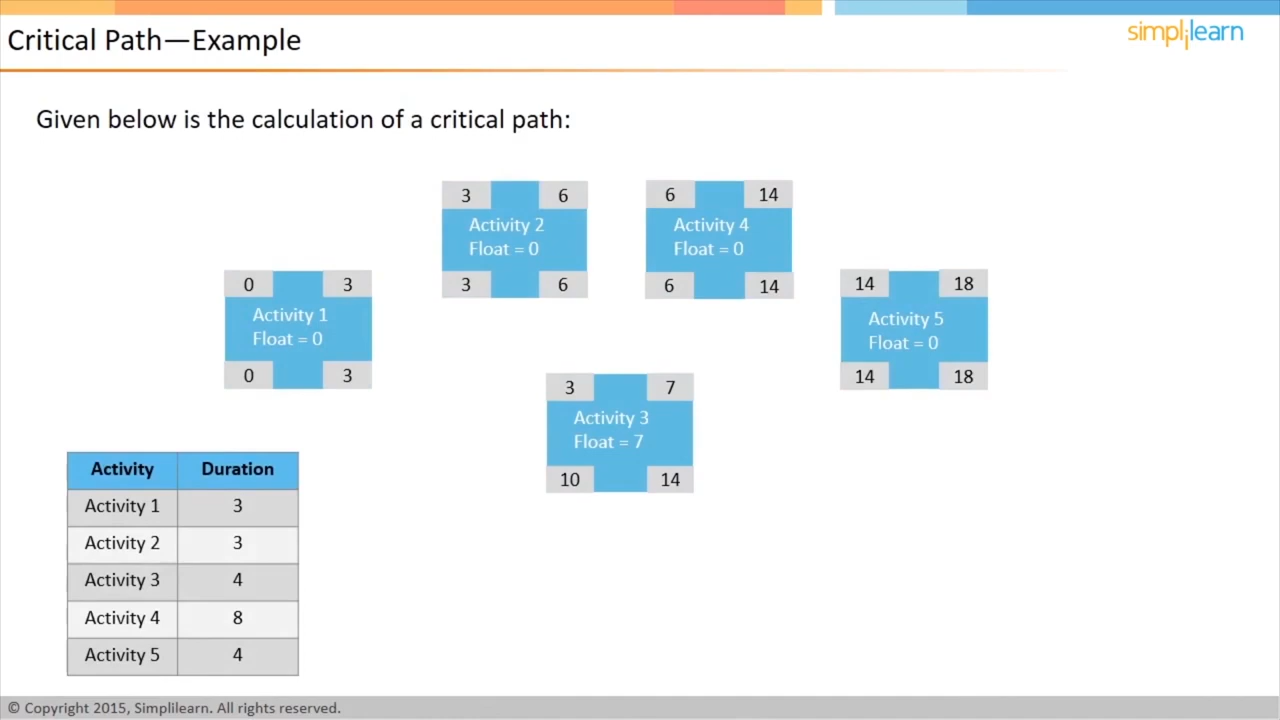 Critical Path—Example
simplilearn
Given below is the calculation of a critical path:
0 3
Activity 1
Float = 0
0 3
3 6
Activity 2
Float = 0
3 6
6 14
Activity 4
Float = 0
6 14
14 18
Activity 5
Float = 0
14 18
3 7
Activity 3
Float = 7
10 14
Activity Duration
Activity 1 3
Activity 2 3
Activity 3 4
Activity 4 8
Activity 5 4
© Copyright 2015, Simplilearn. All rights reserved.